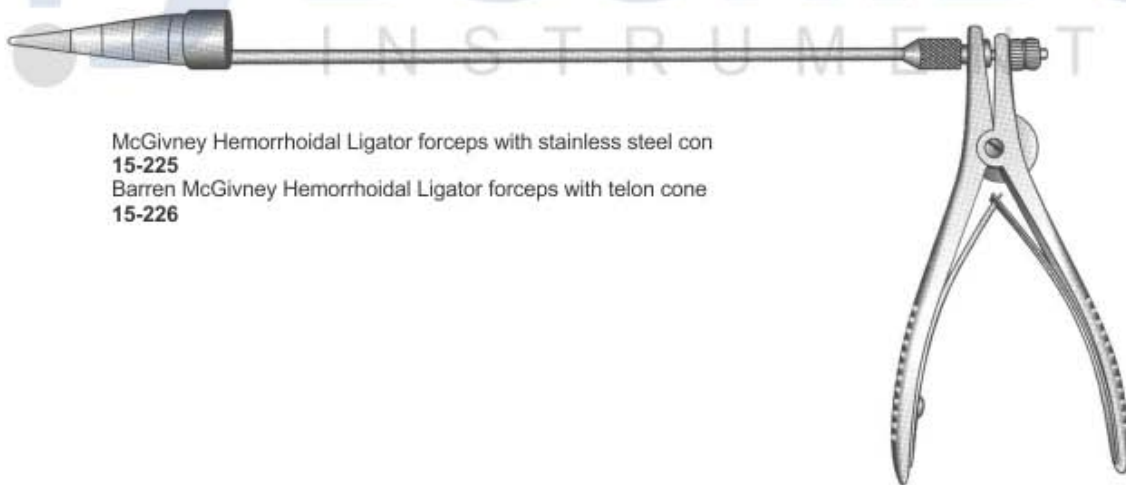 INSTRUMENT
McGivney Hemorrhoidal Ligator forceps with stainless steel con
15-225
Barren McGivney Hemorrhoidal Ligator forceps with telon cone
15-226